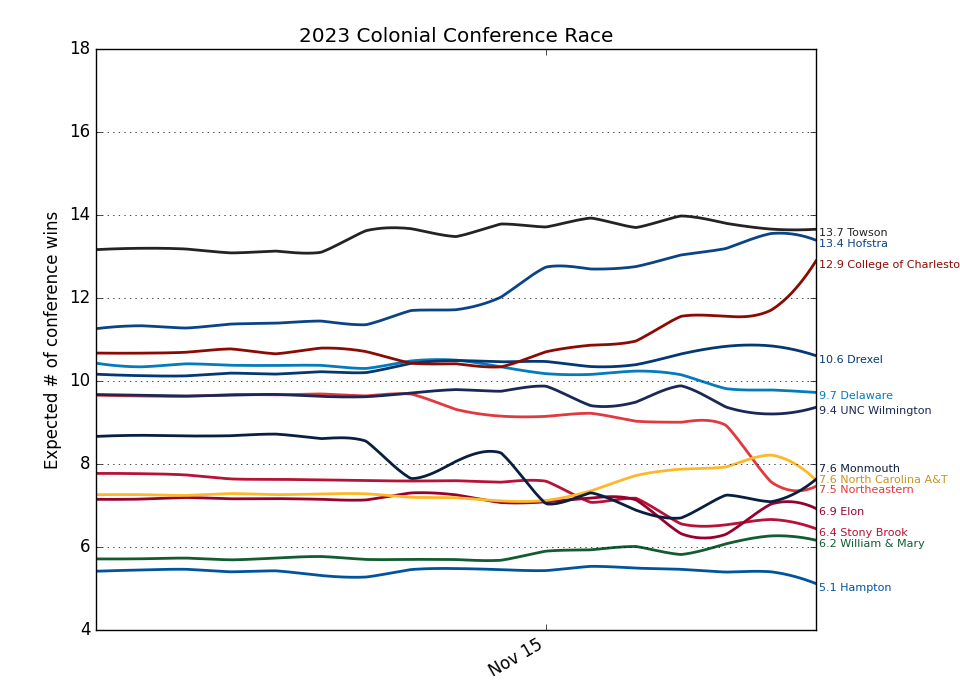 2023 Colonial Conference Race
Expected # of conference wins
18
16
14
12
10
8
6
4
Nov 15
13.7 Towson
13.4 Hofstra
12.9 College of Charlesto
10.6 Drexel
9.7 Delaware
9.4 UNC Wilmington
7.6 Monmouth
7.6 North Carolina A&T
7.5 Northeastern
6.9 Elon
6.4 Stony Brook
6.2 William & Mary
5.1 Hampton